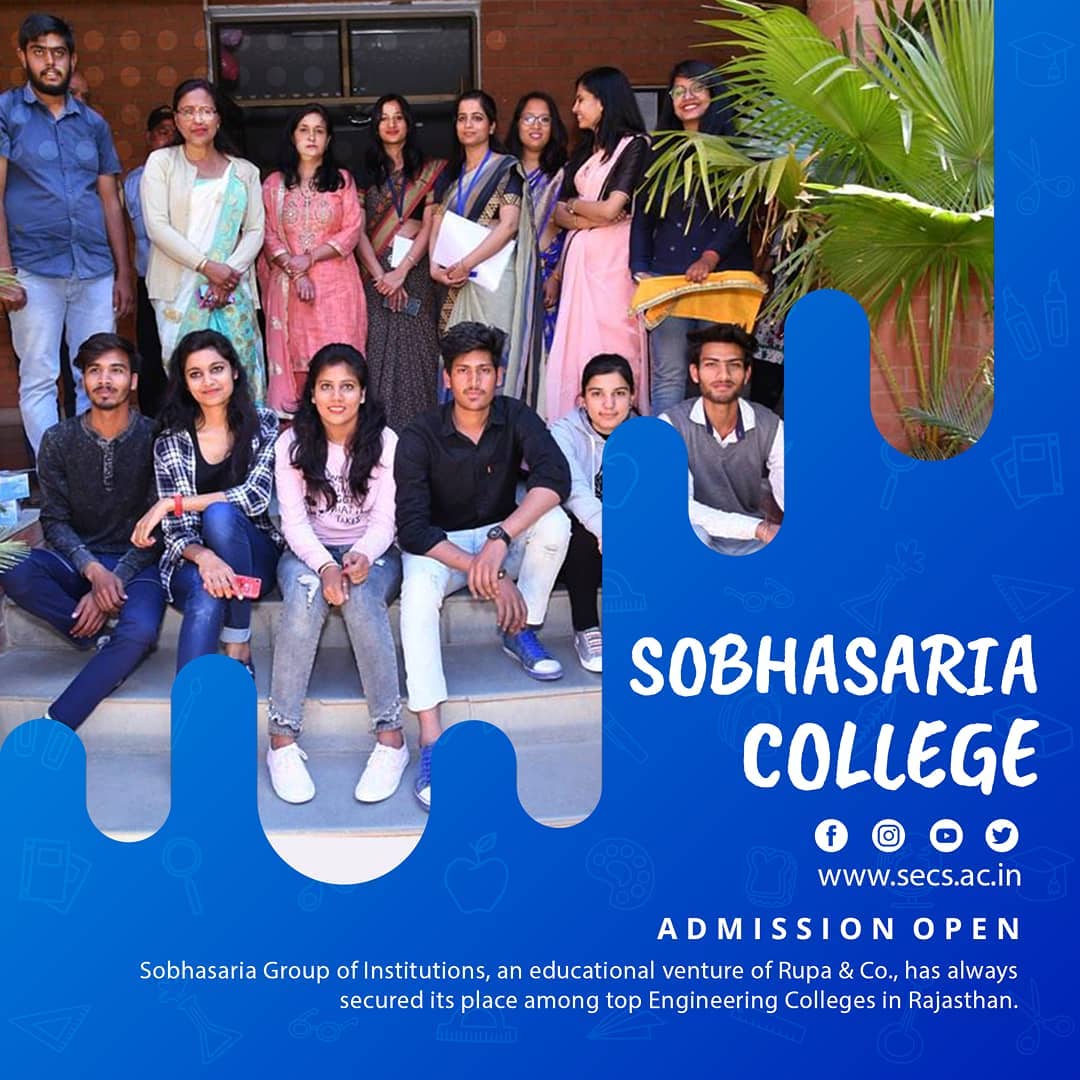 SOBHASARIA
COLLEGE
www.secs.ac.in
ADMISSION OPEN
Sobhasaria Group of Institutions, an educational venture of Rupa & Co., has always
secured its place among top Engineering Colleges in Rajasthan.